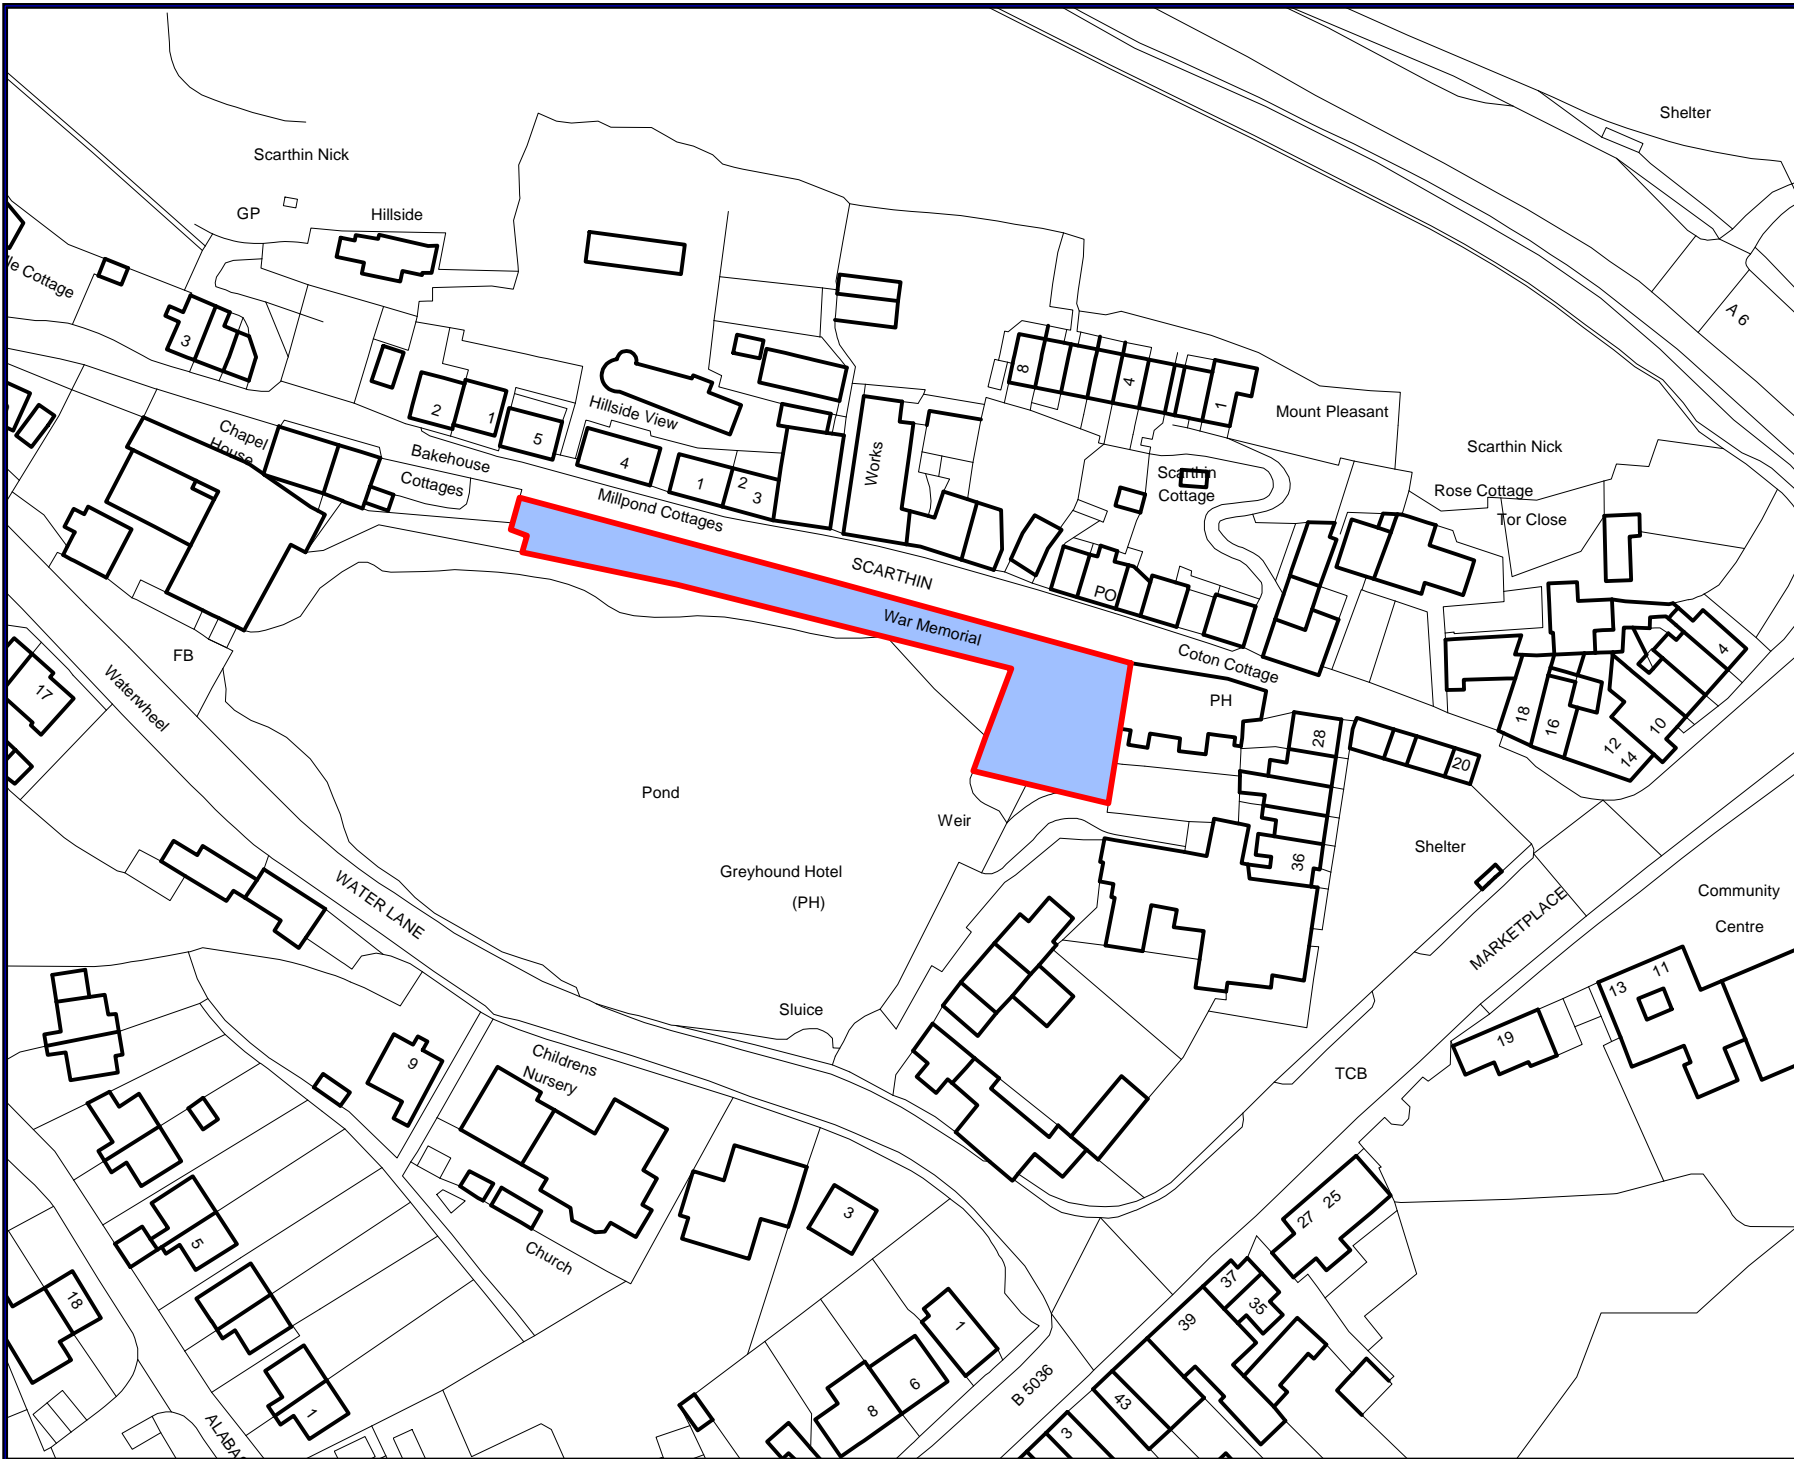 Shelter
Scarthin Nick
GP
Hillside
Cottage
A 6
3
8
4
1
Mount Pleasant
2
1
5
Hillside View
4
1
2
3
Works
Chapel
House
Bakehouse
Cottages
Millpond Cottages
Scarthin
Cottage
Scarthin Nick
Rose Cottage
Tor Close
SCARTHIN
PO
War Memorial
Coton Cottage
PH
FB
17
Waterwheel
4
18
16
10
12
14
28
20
Pond
Weir
Shelter
36
Greyhound Hotel
(PH)
WATER LANE
MARKETPLACE
Community
Centre
11
13
19
Sluice
TCB
9
Childrens
Nursery
Church
3
5
18
1
27
25
37
35
39
1
6
8
43
3
B 5036